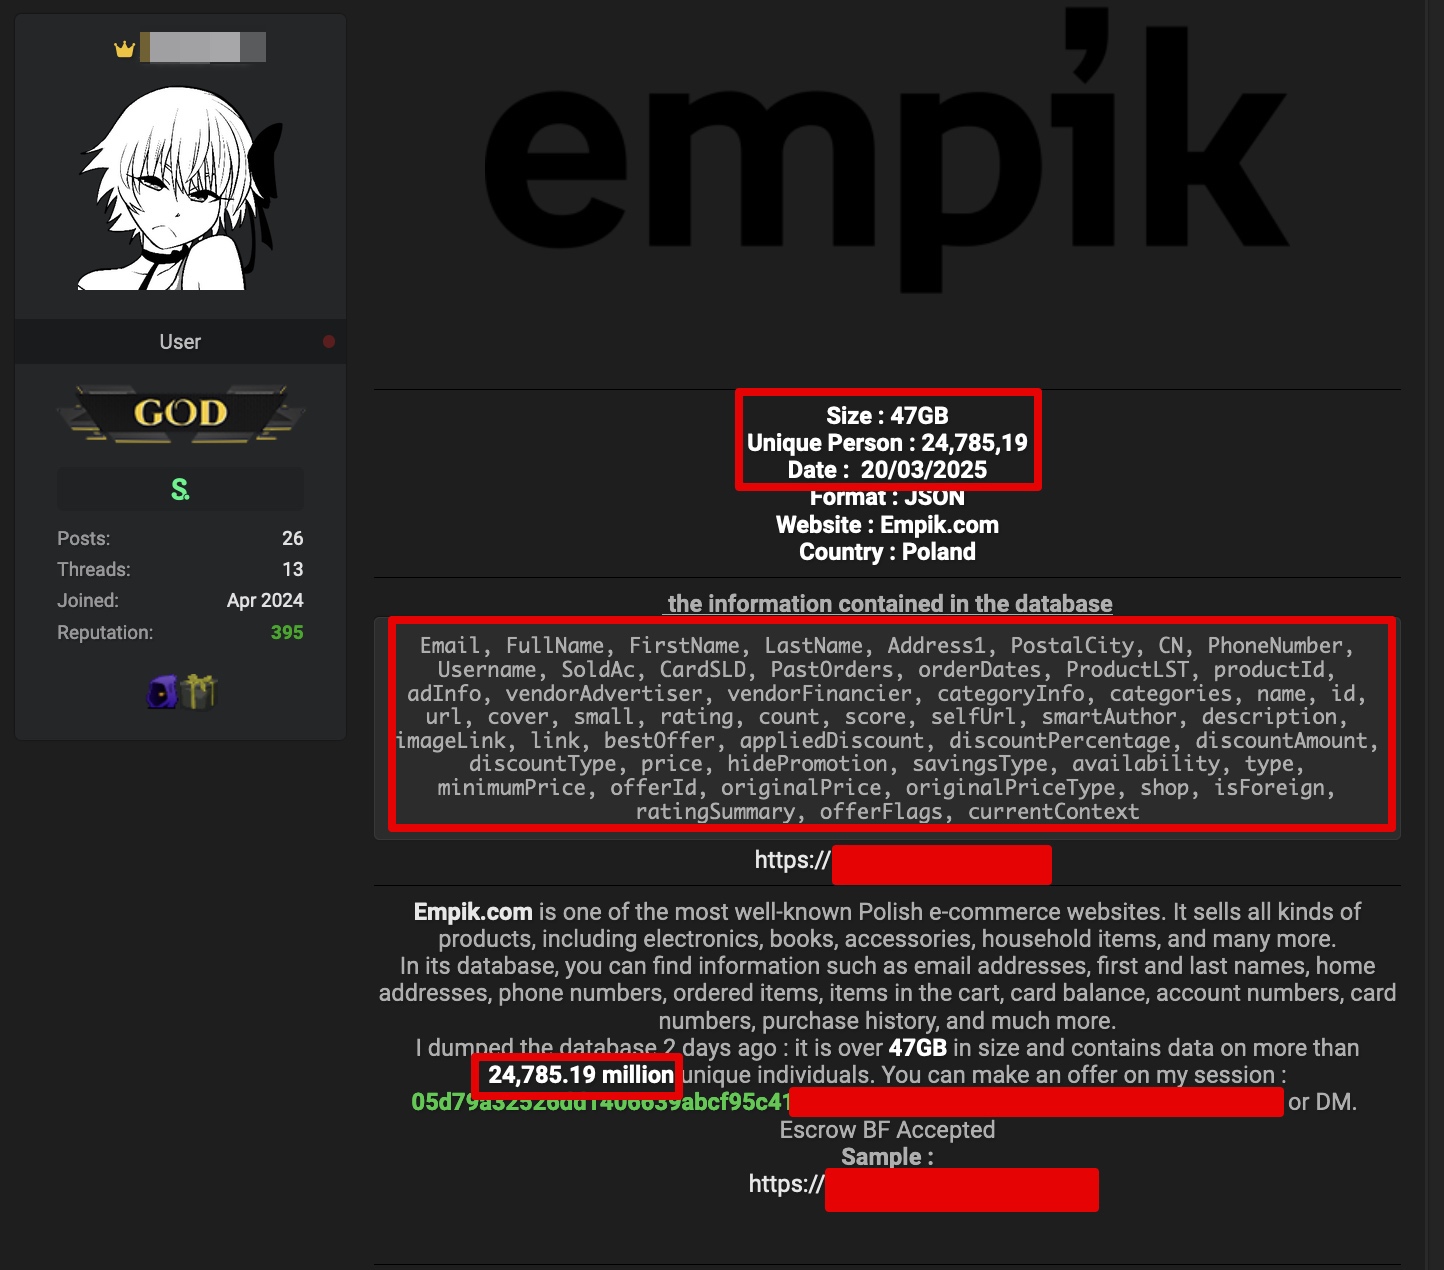 empik
User
GOD
S.
Posts: 26
Threads: 13
Joined: Apr 2024
Reputation: 395
Size : 47GB
Unique Person : 24,785,19
Date : 20/03/2025
Format : JSON
Website : Empik.com
Country : Poland
the information contained in the database
Email, FullName, FirstName, LastName, Address1, PostalCity, CN, PhoneNumber,
Username, SoldAc, CardSLD, PastOrders, orderDates, ProductLST, productId,
adInfo, vendorAdvertiser, vendorFinancier, categoryInfo, categories, name, id,
url, cover, small, rating, count, score, selfUrl, smartAuthor, description,
imageLink, link, bestOffer, appliedDiscount, discountPercentage, discountAmount,
discountType, price, hidePromotion, savingsType, availability, type,
minimumPrice, offerId, originalPrice, originalPriceType, shop, isForeign,
ratingSummary, offerFlags, currentContext
https://
Empik.com is one of the most well-known Polish e-commerce websites. It sells all kinds of
products, including electronics, books, accessories, household items, and many more.
In its database, you can find information such as email addresses, first and last names, home
addresses, phone numbers, ordered items, items in the cart, card balance, account numbers, card
numbers, purchase history, and much more.
I dumped the database 2 days ago : it is over 47GB in size and contains data on more than
24,785.19 million unique individuals. You can make an offer on my session :
05d79a32526dd1406639abcf95c41 or DM.
Escrow BF Accepted
Sample :
https://